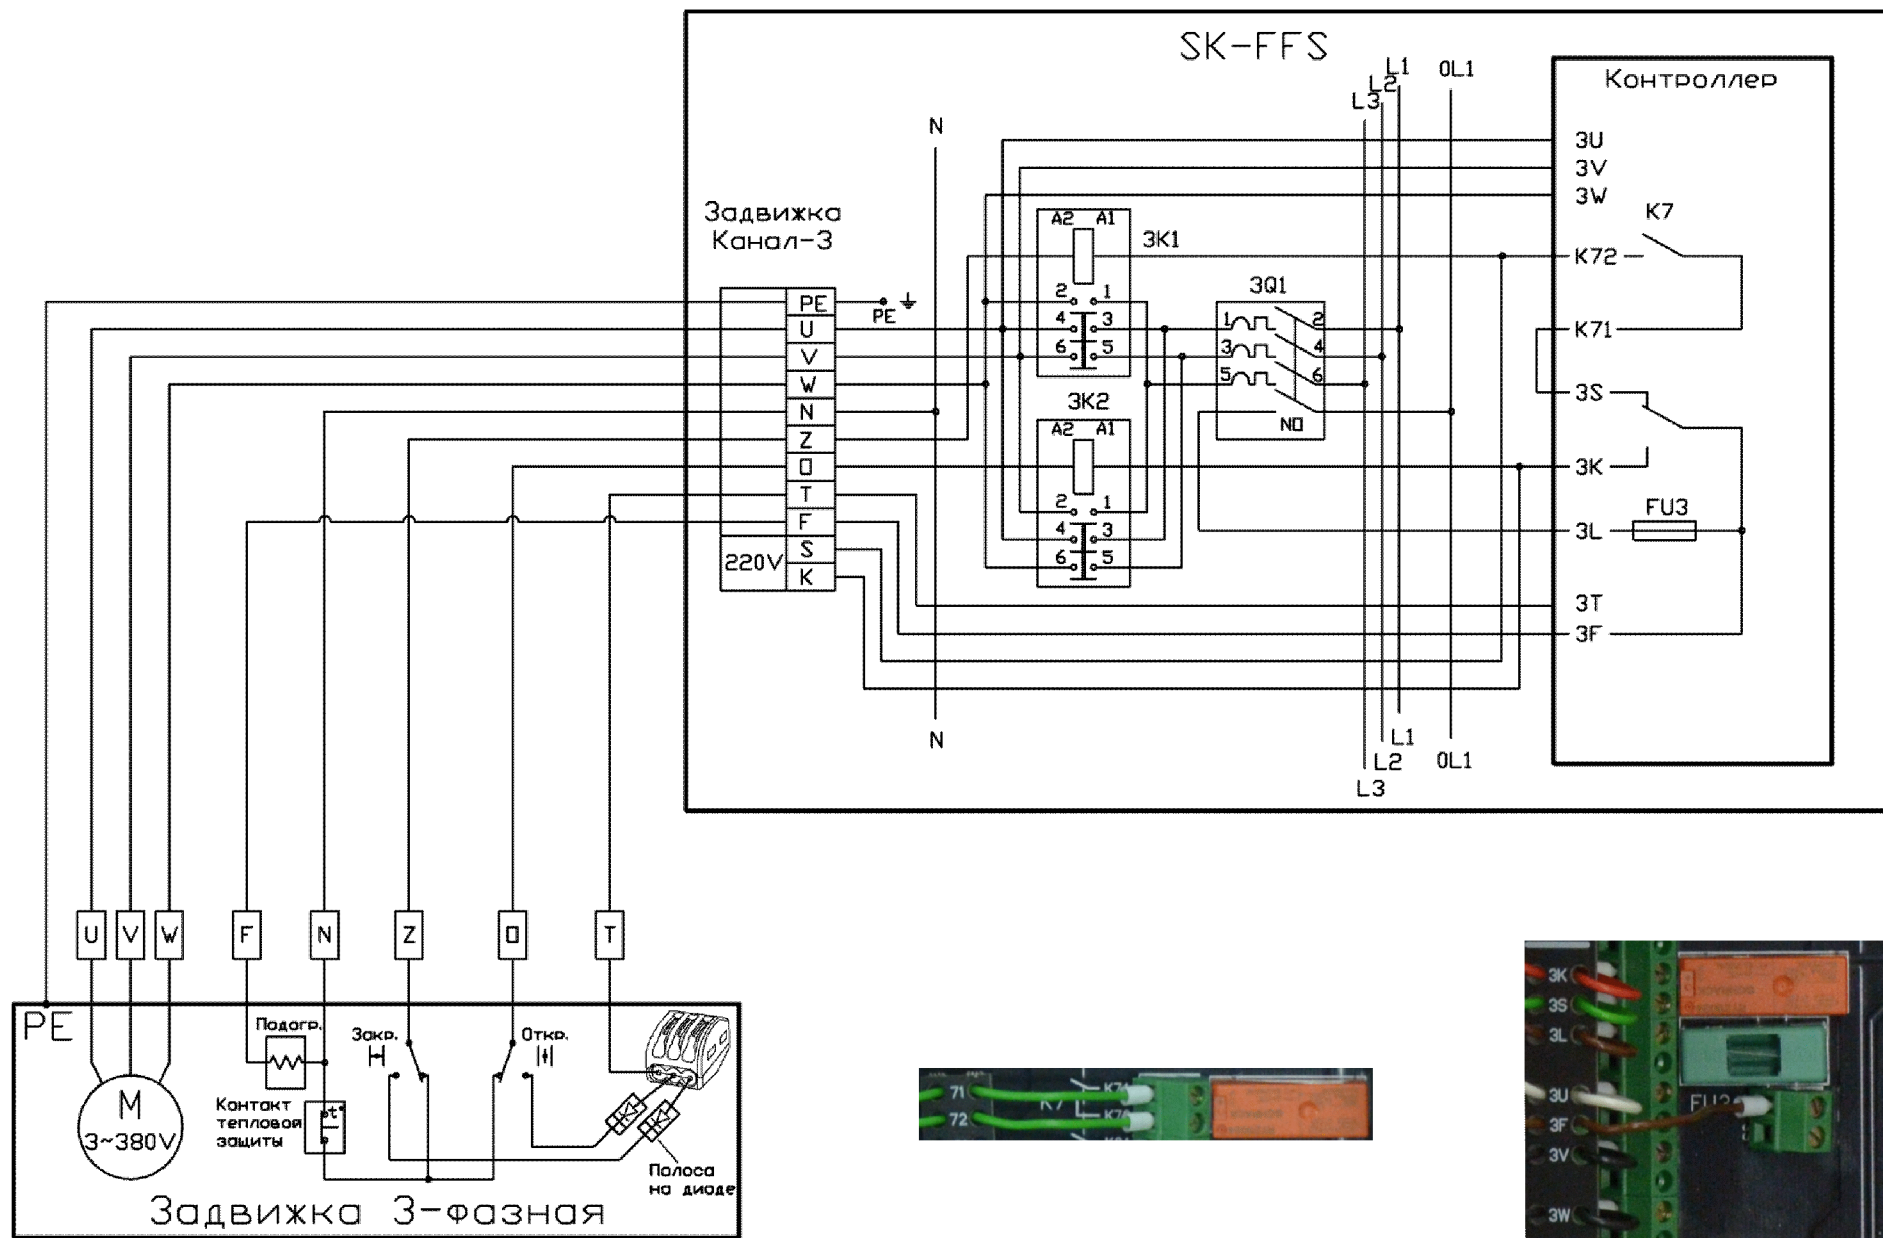 SK-FFS
Контроллер
L1
L2
L3
0L1
N
3U
3V
3W
K7
K72
K71
3S
3K
FU3
3L
3T
3F
Задвижка
Канал-3
PE
U
V
W
N
Z
O
T
F
S
K
220V
PE
A2 A1
3K1
2 1
4 3
6 5
3K2
A2 A1
2 1
4 3
6 5
3Q1
1 2
3 4
5 6
NO
N
L1
L2
L3
0L1
U
V
W
F
N
Z
O
T
PE
Подогр.
Закр.
Откр.
M
3~380V
Контакт
тепловой
защиты
t°
Полоса
на диоде
Задвижка 3-фазная
71
72
K7
K71
3K
3S
3L
3U
FU3
3F
3V
3W